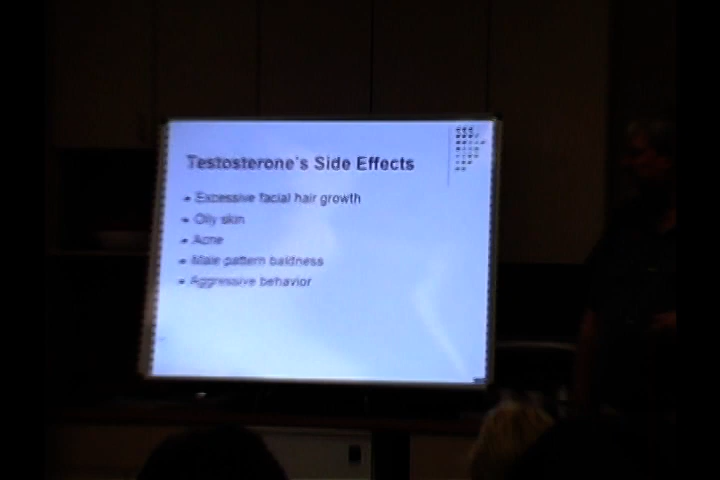 Testosterone's Side Effects
Excessive facial hair growth
Oily skin
Acne
Male pattern baldness
Aggressive behavior